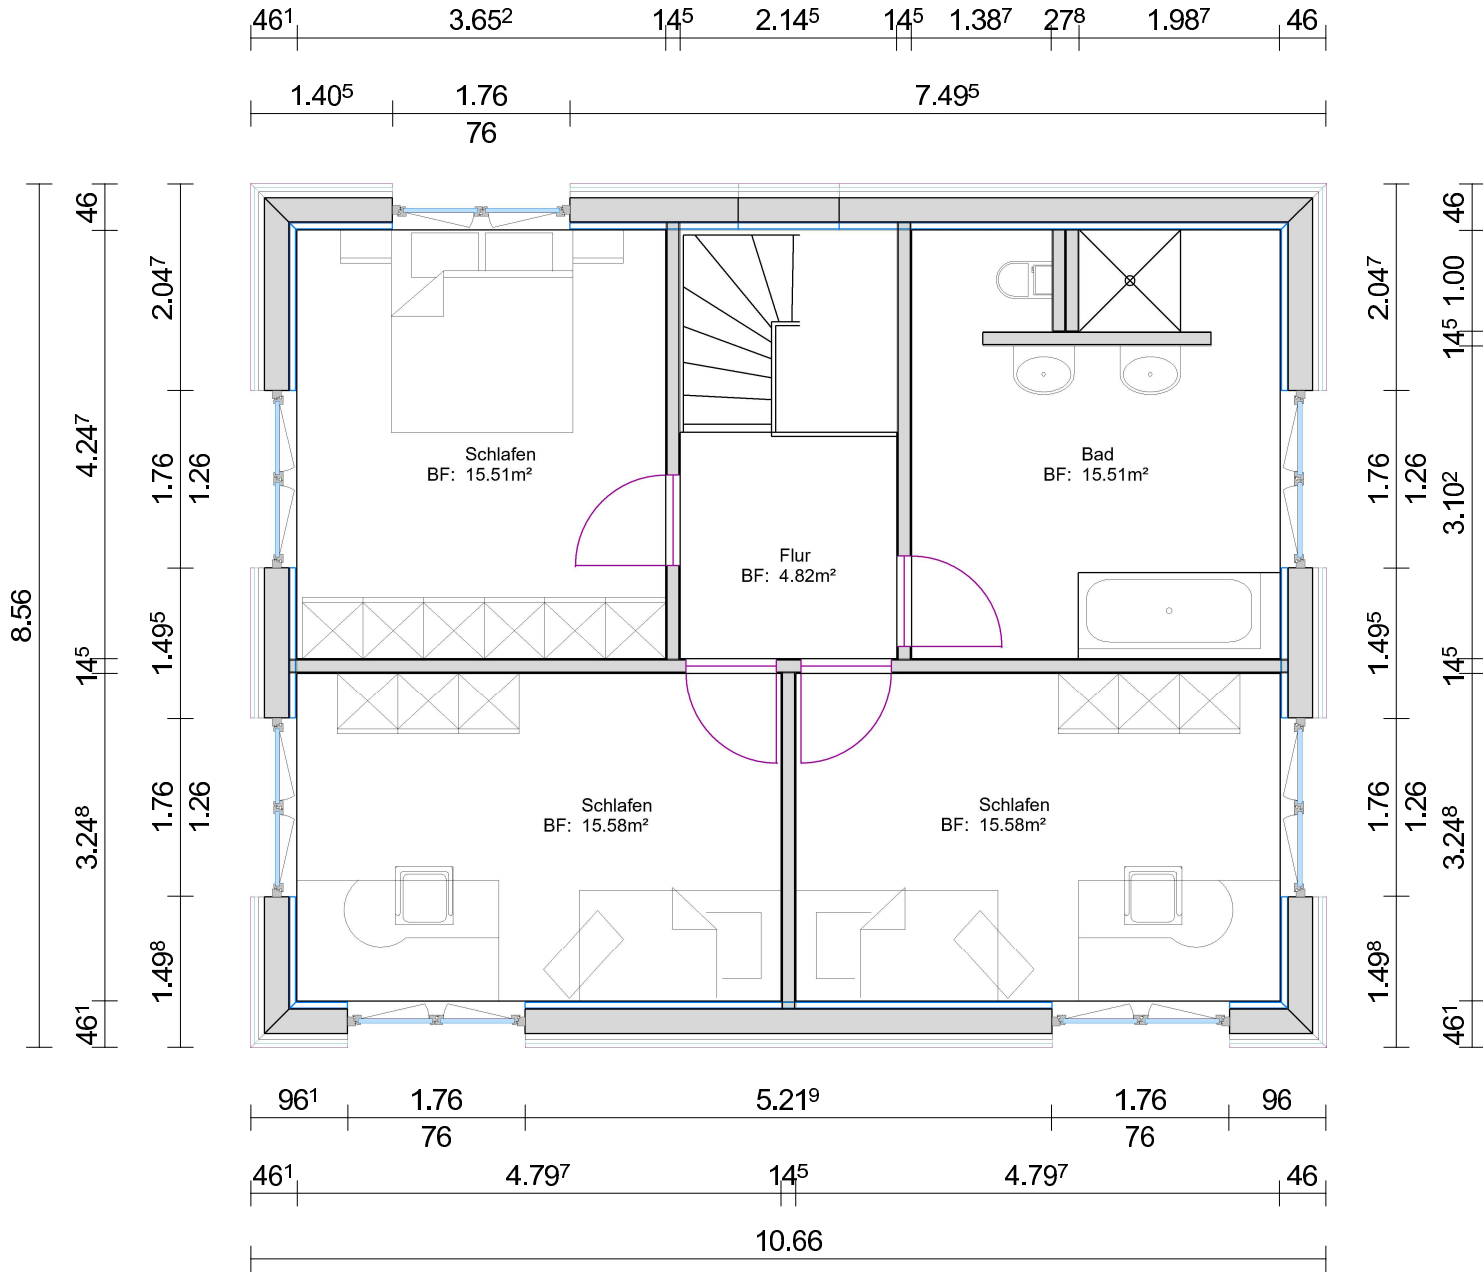 46¹ 3.65² 14⁵ 2.14⁵ 14⁵ 1.38⁷ 27⁸ 1.98⁷ 46
1.40⁵ 1.76 7.49⁵
76
8.56
46 4.24⁷ 14⁵ 3.24⁸ 46¹
2.04⁷ 1.76 1.49⁵ 1.76 1.49⁸
1.26 1.26
Schlafen
BF: 15.51m²
Flur
BF: 4.82m²
Bad
BF: 15.51m²
Schlafen
BF: 15.58m²
Schlafen
BF: 15.58m²
2.04⁷ 1.76 1.49⁵ 1.76 1.49⁸
1.26 1.26
46 1.00 14⁵ 3.10² 14⁵ 3.24⁸ 46¹
96¹ 1.76 5.21⁹ 1.76 96
76 76
46¹ 4.79⁷ 14⁵ 4.79⁷ 46
10.66